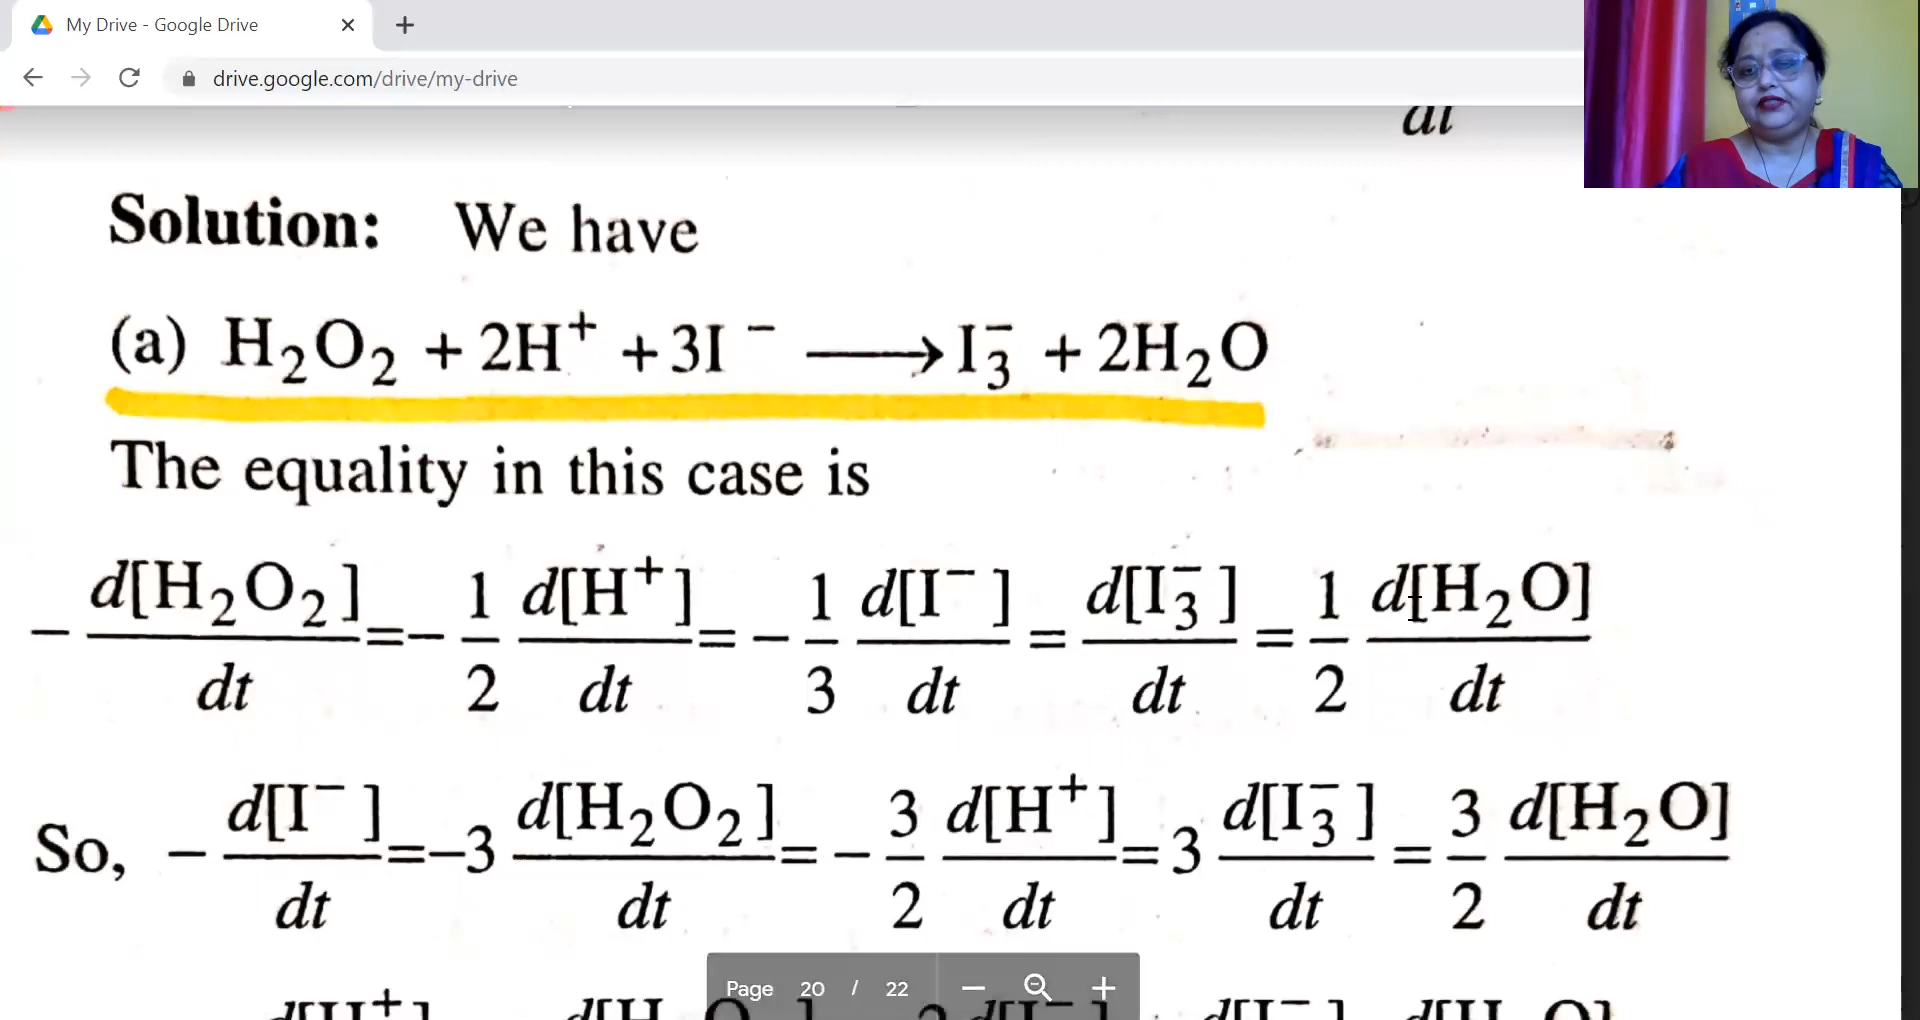 My Drive - Google Drive
drive.google.com/drive/my-drive
dt
Solution: We have
(a) H₂O₂ + 2H⁺ + 3I⁻ ⟶ I₃⁻ + 2H₂O
The equality in this case is
− d[H₂O₂]/dt = − 1/2 d[H⁺]/dt = − 1/3 d[I⁻]/dt = d[I₃⁻]/dt = 1/2 d[H₂O]/dt
So, − d[I⁻]/dt = −3 d[H₂O₂]/dt = − 3/2 d[H⁺]/dt = 3 d[I₃⁻]/dt = 3/2 d[H₂O]/dt
Page 20 / 22